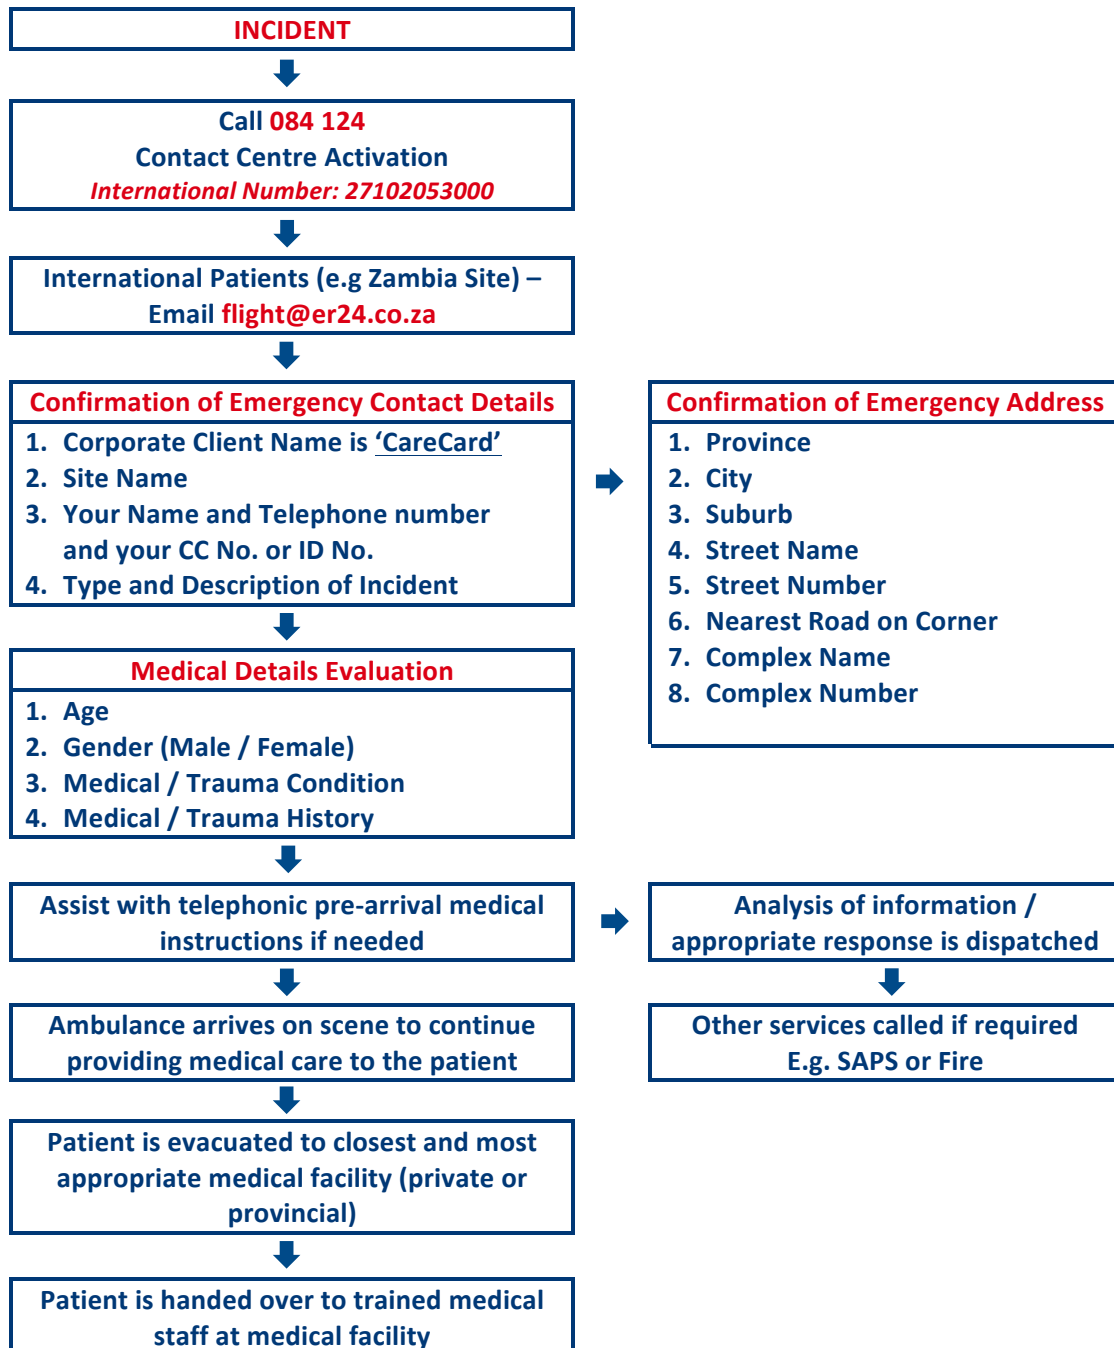 INCIDENT
Call 084 124
Contact Centre Activation
International Number: 27102053000
International Patients (e.g Zambia Site) –
Email flight@er24.co.za
Confirmation of Emergency Contact Details
1. Corporate Client Name is ‘CareCard’
2. Site Name
3. Your Name and Telephone number
and your CC No. or ID No.
4. Type and Description of Incident
Confirmation of Emergency Address
1. Province
2. City
3. Suburb
4. Street Name
5. Street Number
6. Nearest Road on Corner
7. Complex Name
8. Complex Number
Medical Details Evaluation
1. Age
2. Gender (Male / Female)
3. Medical / Trauma Condition
4. Medical / Trauma History
Assist with telephonic pre-arrival medical
instructions if needed
Analysis of information /
appropriate response is dispatched
Ambulance arrives on scene to continue
providing medical care to the patient
Other services called if required
E.g. SAPS or Fire
Patient is evacuated to closest and most
appropriate medical facility (private or
provincial)
Patient is handed over to trained medical
staff at medical facility